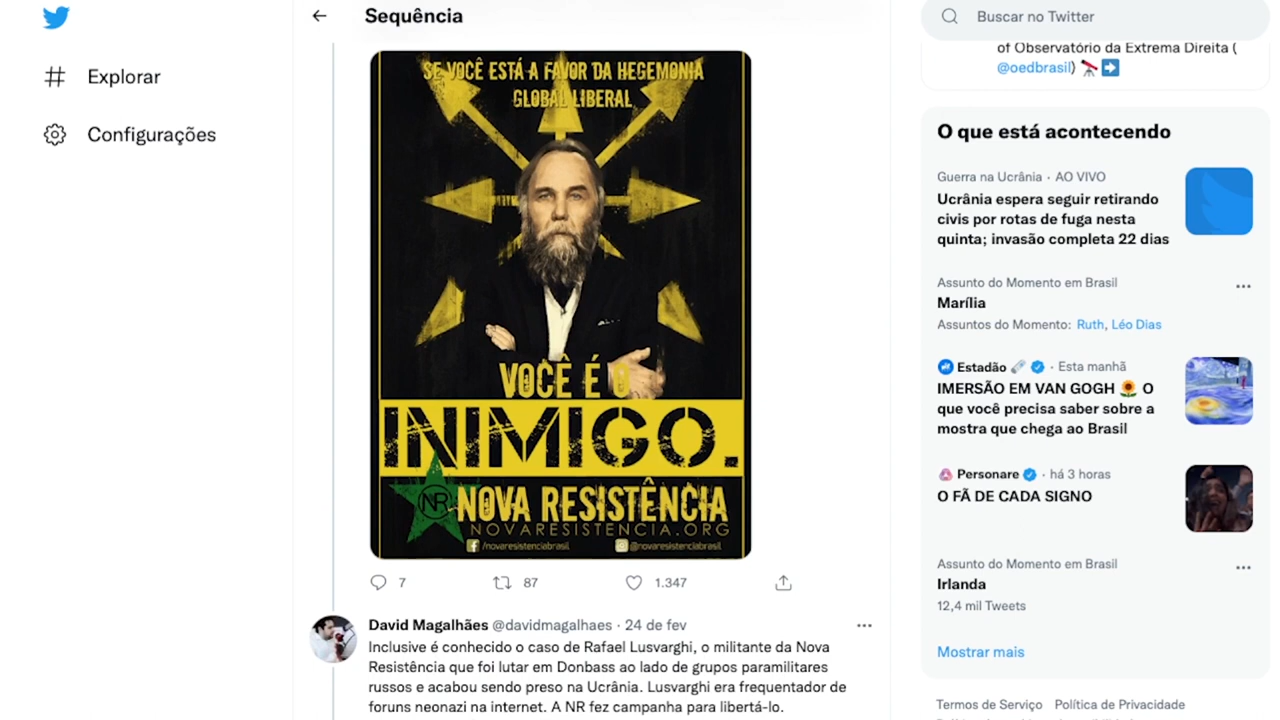 Sequência
Explorar
Configurações
SE VOCÊ ESTÁ A FAVOR DA HEGEMONIA
GLOBAL LIBERAL
VOCÊ É O
INIMIGO.
NR
NOVA RESISTÊNCIA
NOVARESISTENCIA.ORG
/novaresistenciabrasil
@novaresistenciabrasil
7
87
1.347
David Magalhães @davidmagalhaes · 24 de fev
Inclusive é conhecido o caso de Rafael Lusvarghi, o militante da Nova
Resistência que foi lutar em Donbass ao lado de grupos paramilitares
russos e acabou sendo preso na Ucrânia. Lusvarghi era frequentador de
foruns neonazi na internet. A NR fez campanha para libertá-lo.
Buscar no Twitter
of Observatório da Extrema Direita (
@oedbrasil)
O que está acontecendo
Guerra na Ucrânia · AO VIVO
Ucrânia espera seguir retirando
civis por rotas de fuga nesta
quinta; invasão completa 22 dias
Assunto do Momento em Brasil
Marília
Assuntos do Momento: Ruth, Léo Dias
Estadão · Esta manhã
IMERSÃO EM VAN GOGH 🌻 O
que você precisa saber sobre a
mostra que chega ao Brasil
Personare · há 3 horas
O FÃ DE CADA SIGNO
Assunto do Momento em Brasil
Irlanda
12,4 mil Tweets
Mostrar mais
Termos de Serviço Política de Privacidade